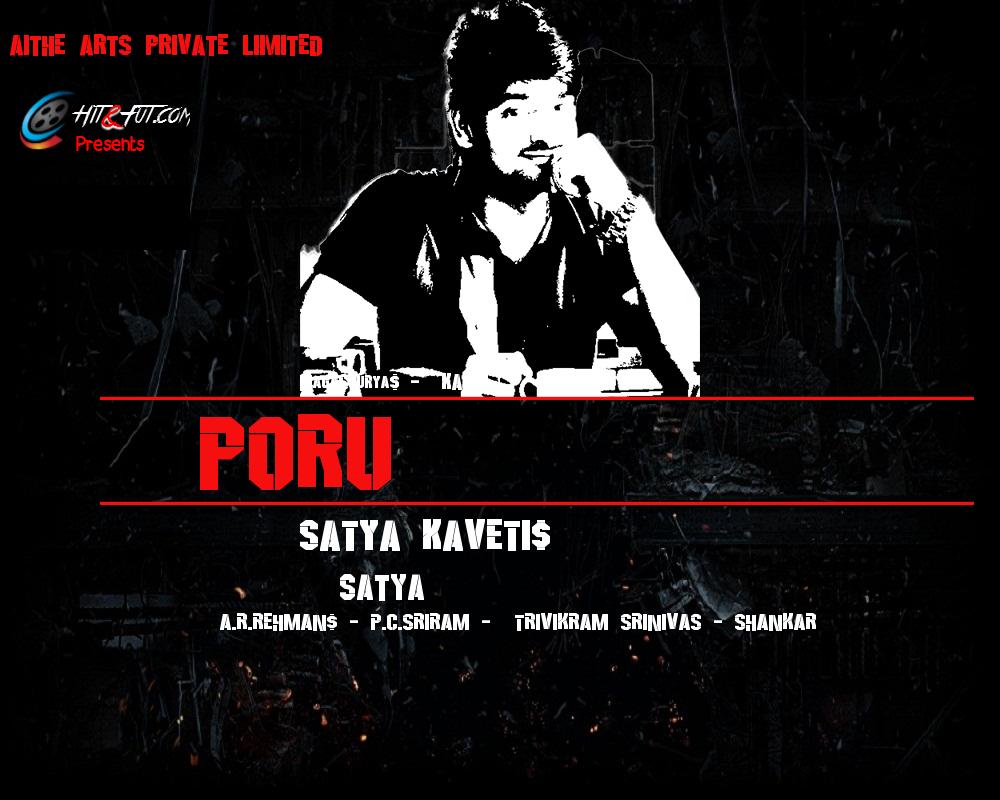 AITHE ARTS PRIVATE LIMITED
HIT&FUT.COM
Presents
PORU
SATYA KAVETI$
SATYA
A.R.REHMAN$ - P.C.SRIRAM - TRIVIKRAM SRINIVAS - SHANKAR